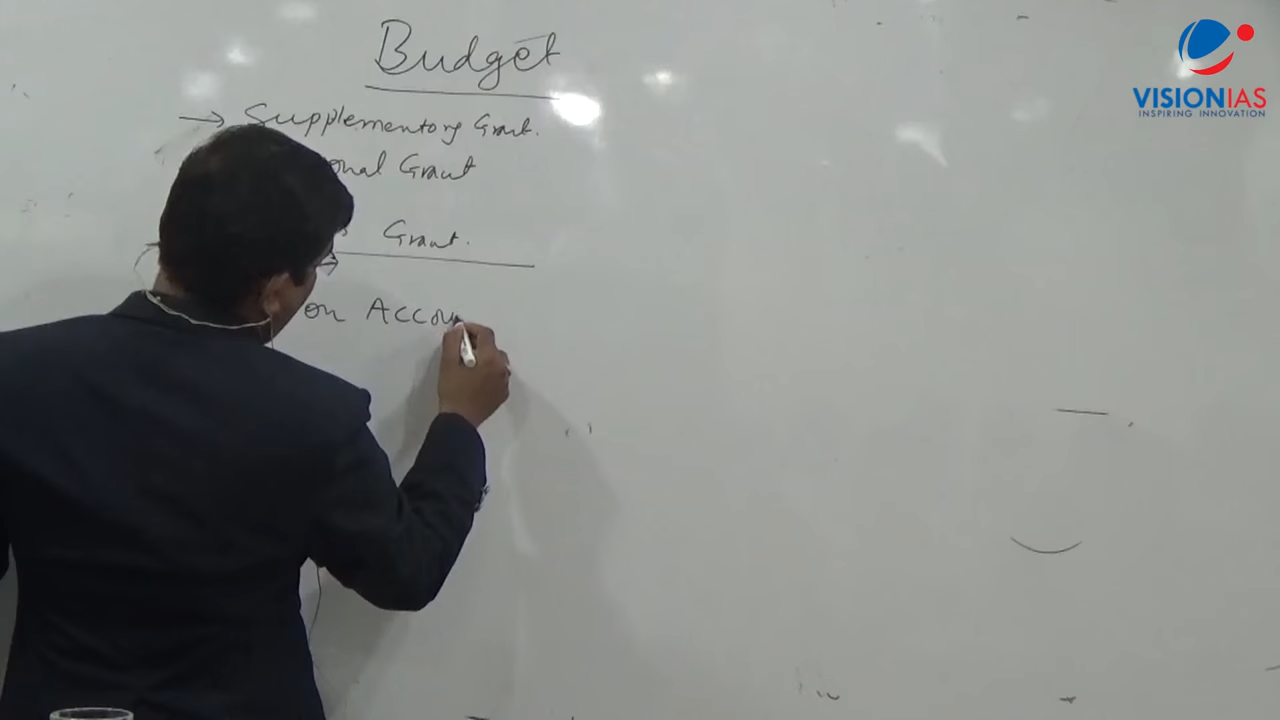 Budget
→ Supplementory Grant.
onal Grant
Grant.
on Accou
VISIONIAS
INSPIRING INNOVATION